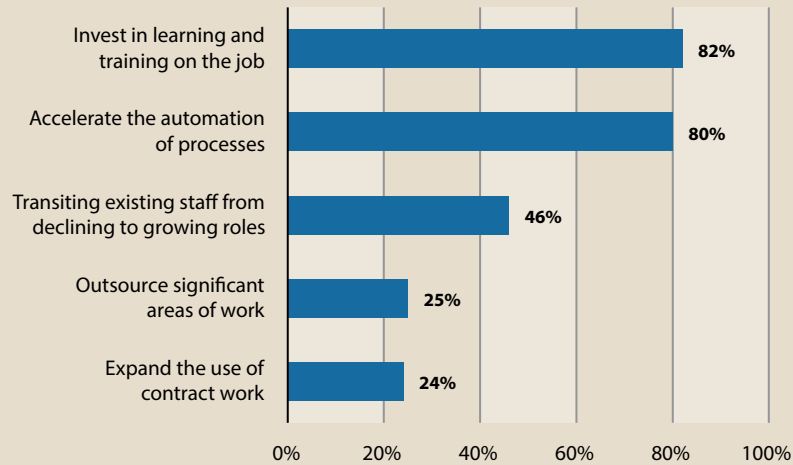 Invest in learning and
training on the job
82%
Accelerate the automation
of processes
80%
Transiting existing staff from
declining to growing roles
46%
Outsource significant
areas of work
25%
Expand the use of
contract work
24%
0% 20% 40% 60% 80% 100%